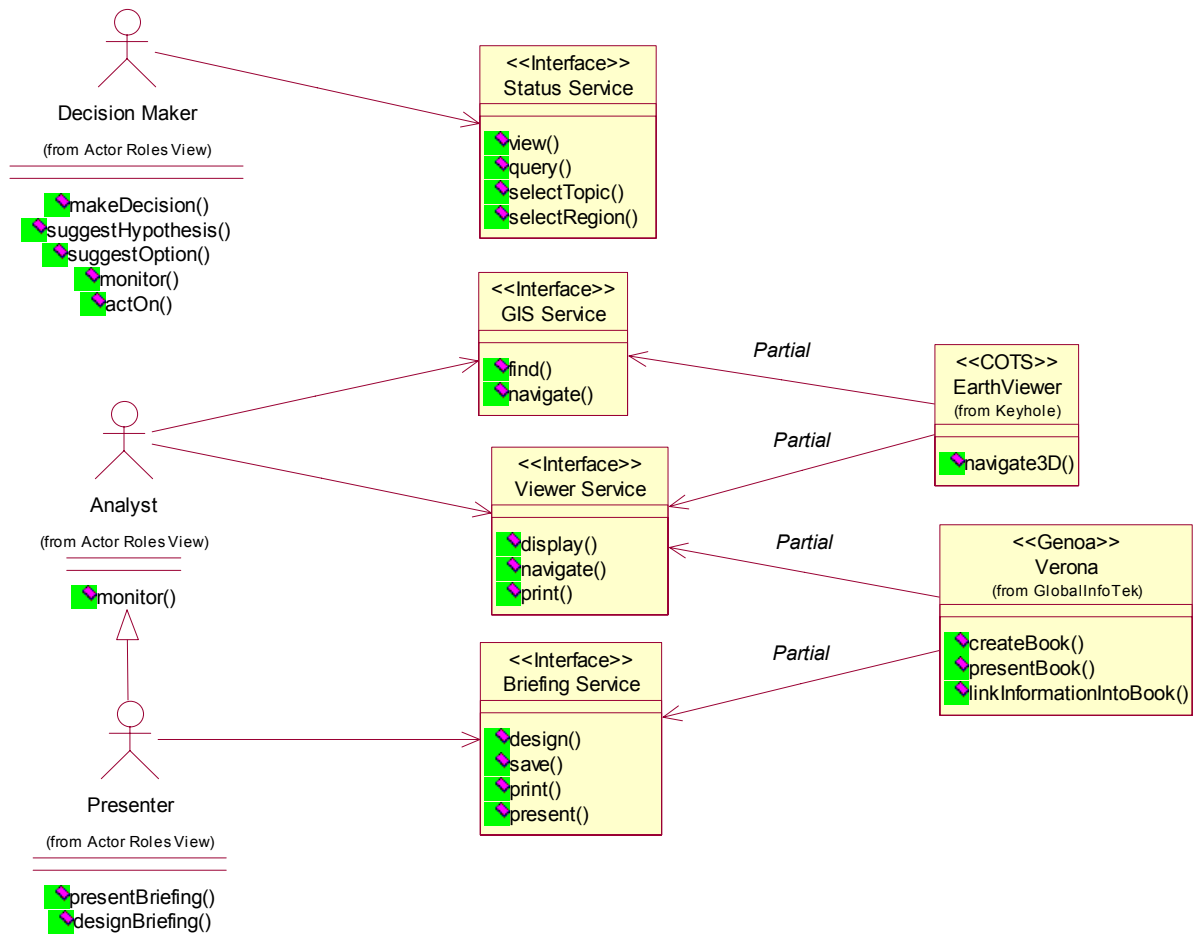 Decision Maker
(from Actor Roles View)
makeDecision()
suggestHypothesis()
suggestOption()
monitor()
actOn()
<<Interface>>
Status Service
view()
query()
selectTopic()
selectRegion()
<<Interface>>
GIS Service
find()
navigate()
Partial
<<COTS>>
EarthViewer
(from Keyhole)
navigate3D()
Analyst
(from Actor Roles View)
monitor()
Partial
<<Interface>>
Viewer Service
display()
navigate()
print()
Partial
<<Genoa>>
Verona
(from GlobalInfoTek)
createBook()
presentBook()
linkInformationIntoBook()
Partial
<<Interface>>
Briefing Service
design()
save()
print()
present()
Presenter
(from Actor Roles View)
presentBriefing()
designBriefing()